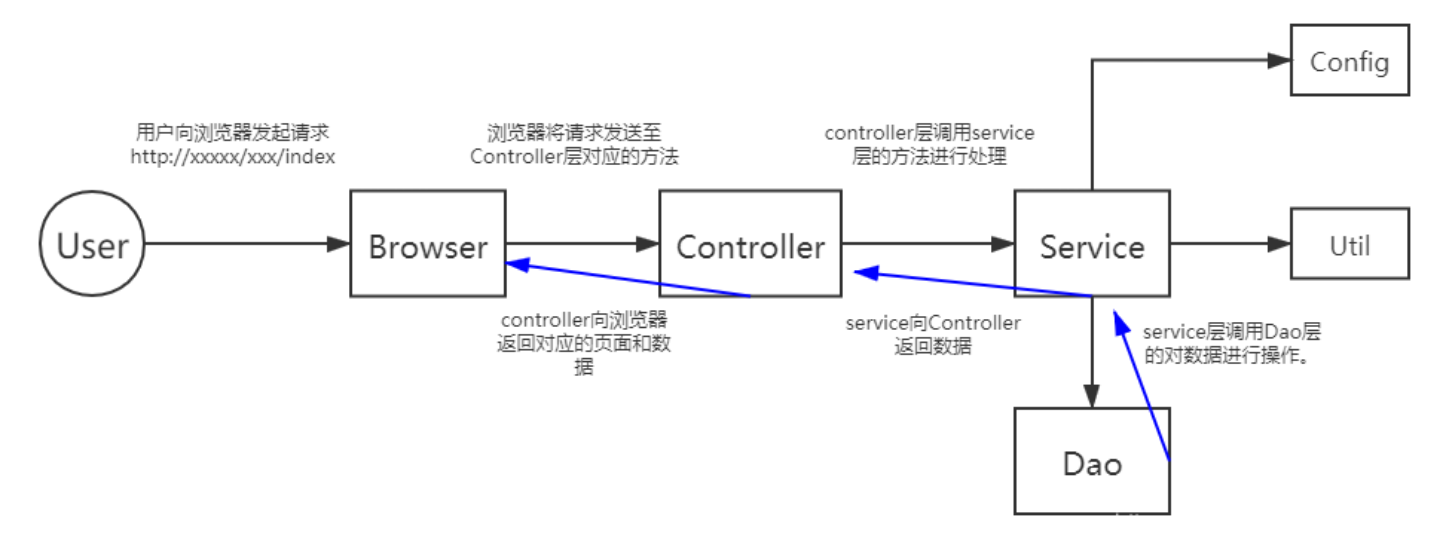 Config
用户向浏览器发起请求
http://xxxxx/xxx/index
浏览器将请求发送至
Controller层对应的方法
controller层调用service
层的方法进行处理
User
Browser
Controller
Service
Util
controller向浏览器
返回对应的页面和数
据
service向Controller
返回数据
service层调用Dao层
的对数据进行操作。
Dao